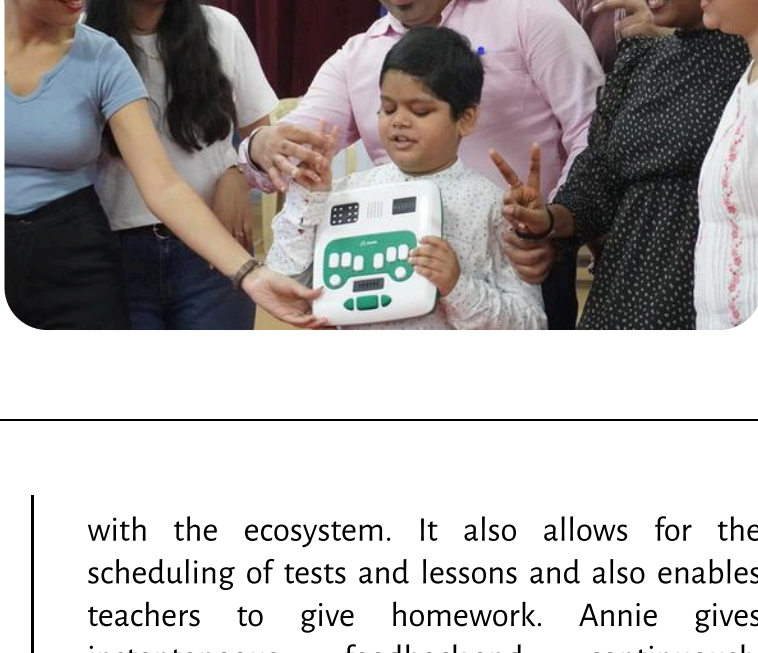 with the ecosystem. It also allows for the
scheduling of tests and lessons and also enables
teachers to give homework. Annie gives